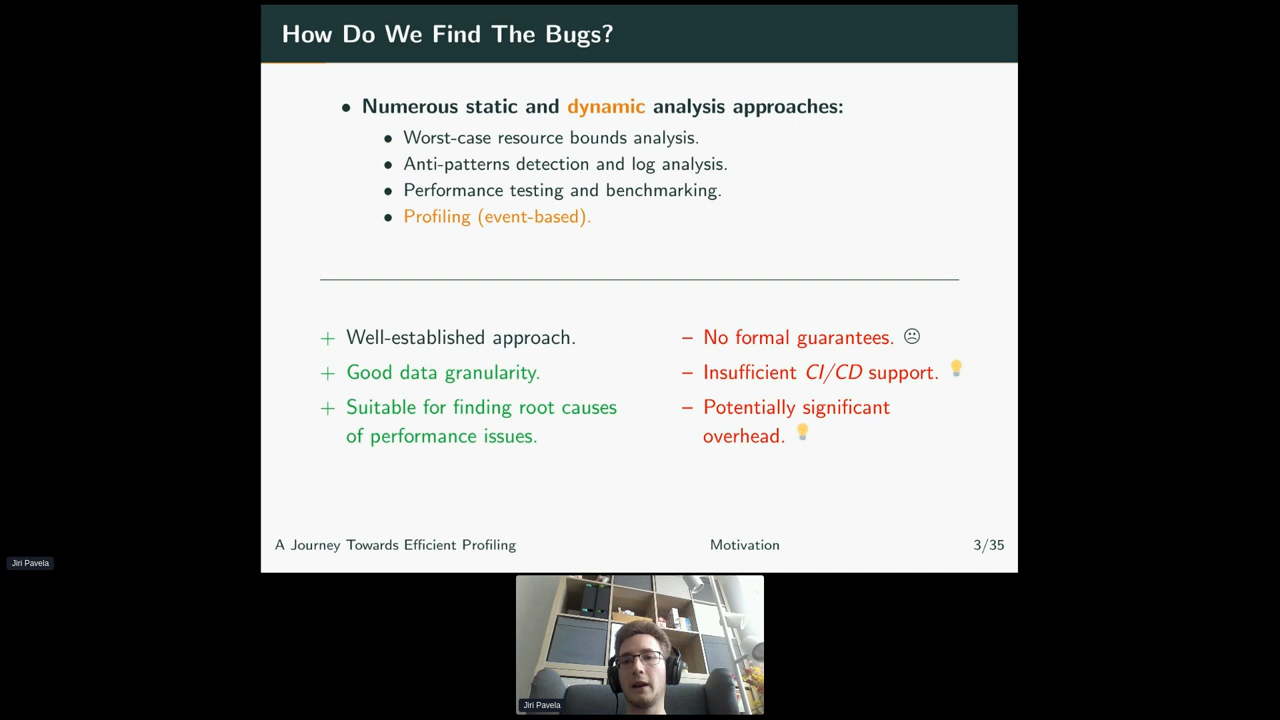 How Do We Find The Bugs?
• Numerous static and dynamic analysis approaches:
• Worst-case resource bounds analysis.
• Anti-patterns detection and log analysis.
• Performance testing and benchmarking.
• Profiling (event-based).
+ Well-established approach.
+ Good data granularity.
+ Suitable for finding root causes
of performance issues.
– No formal guarantees. ☹
– Insufficient CI/CD support. 💡
– Potentially significant
overhead. 💡
A Journey Towards Efficient Profiling
Motivation
3/35
Jiri Pavela
Jiri Pavela